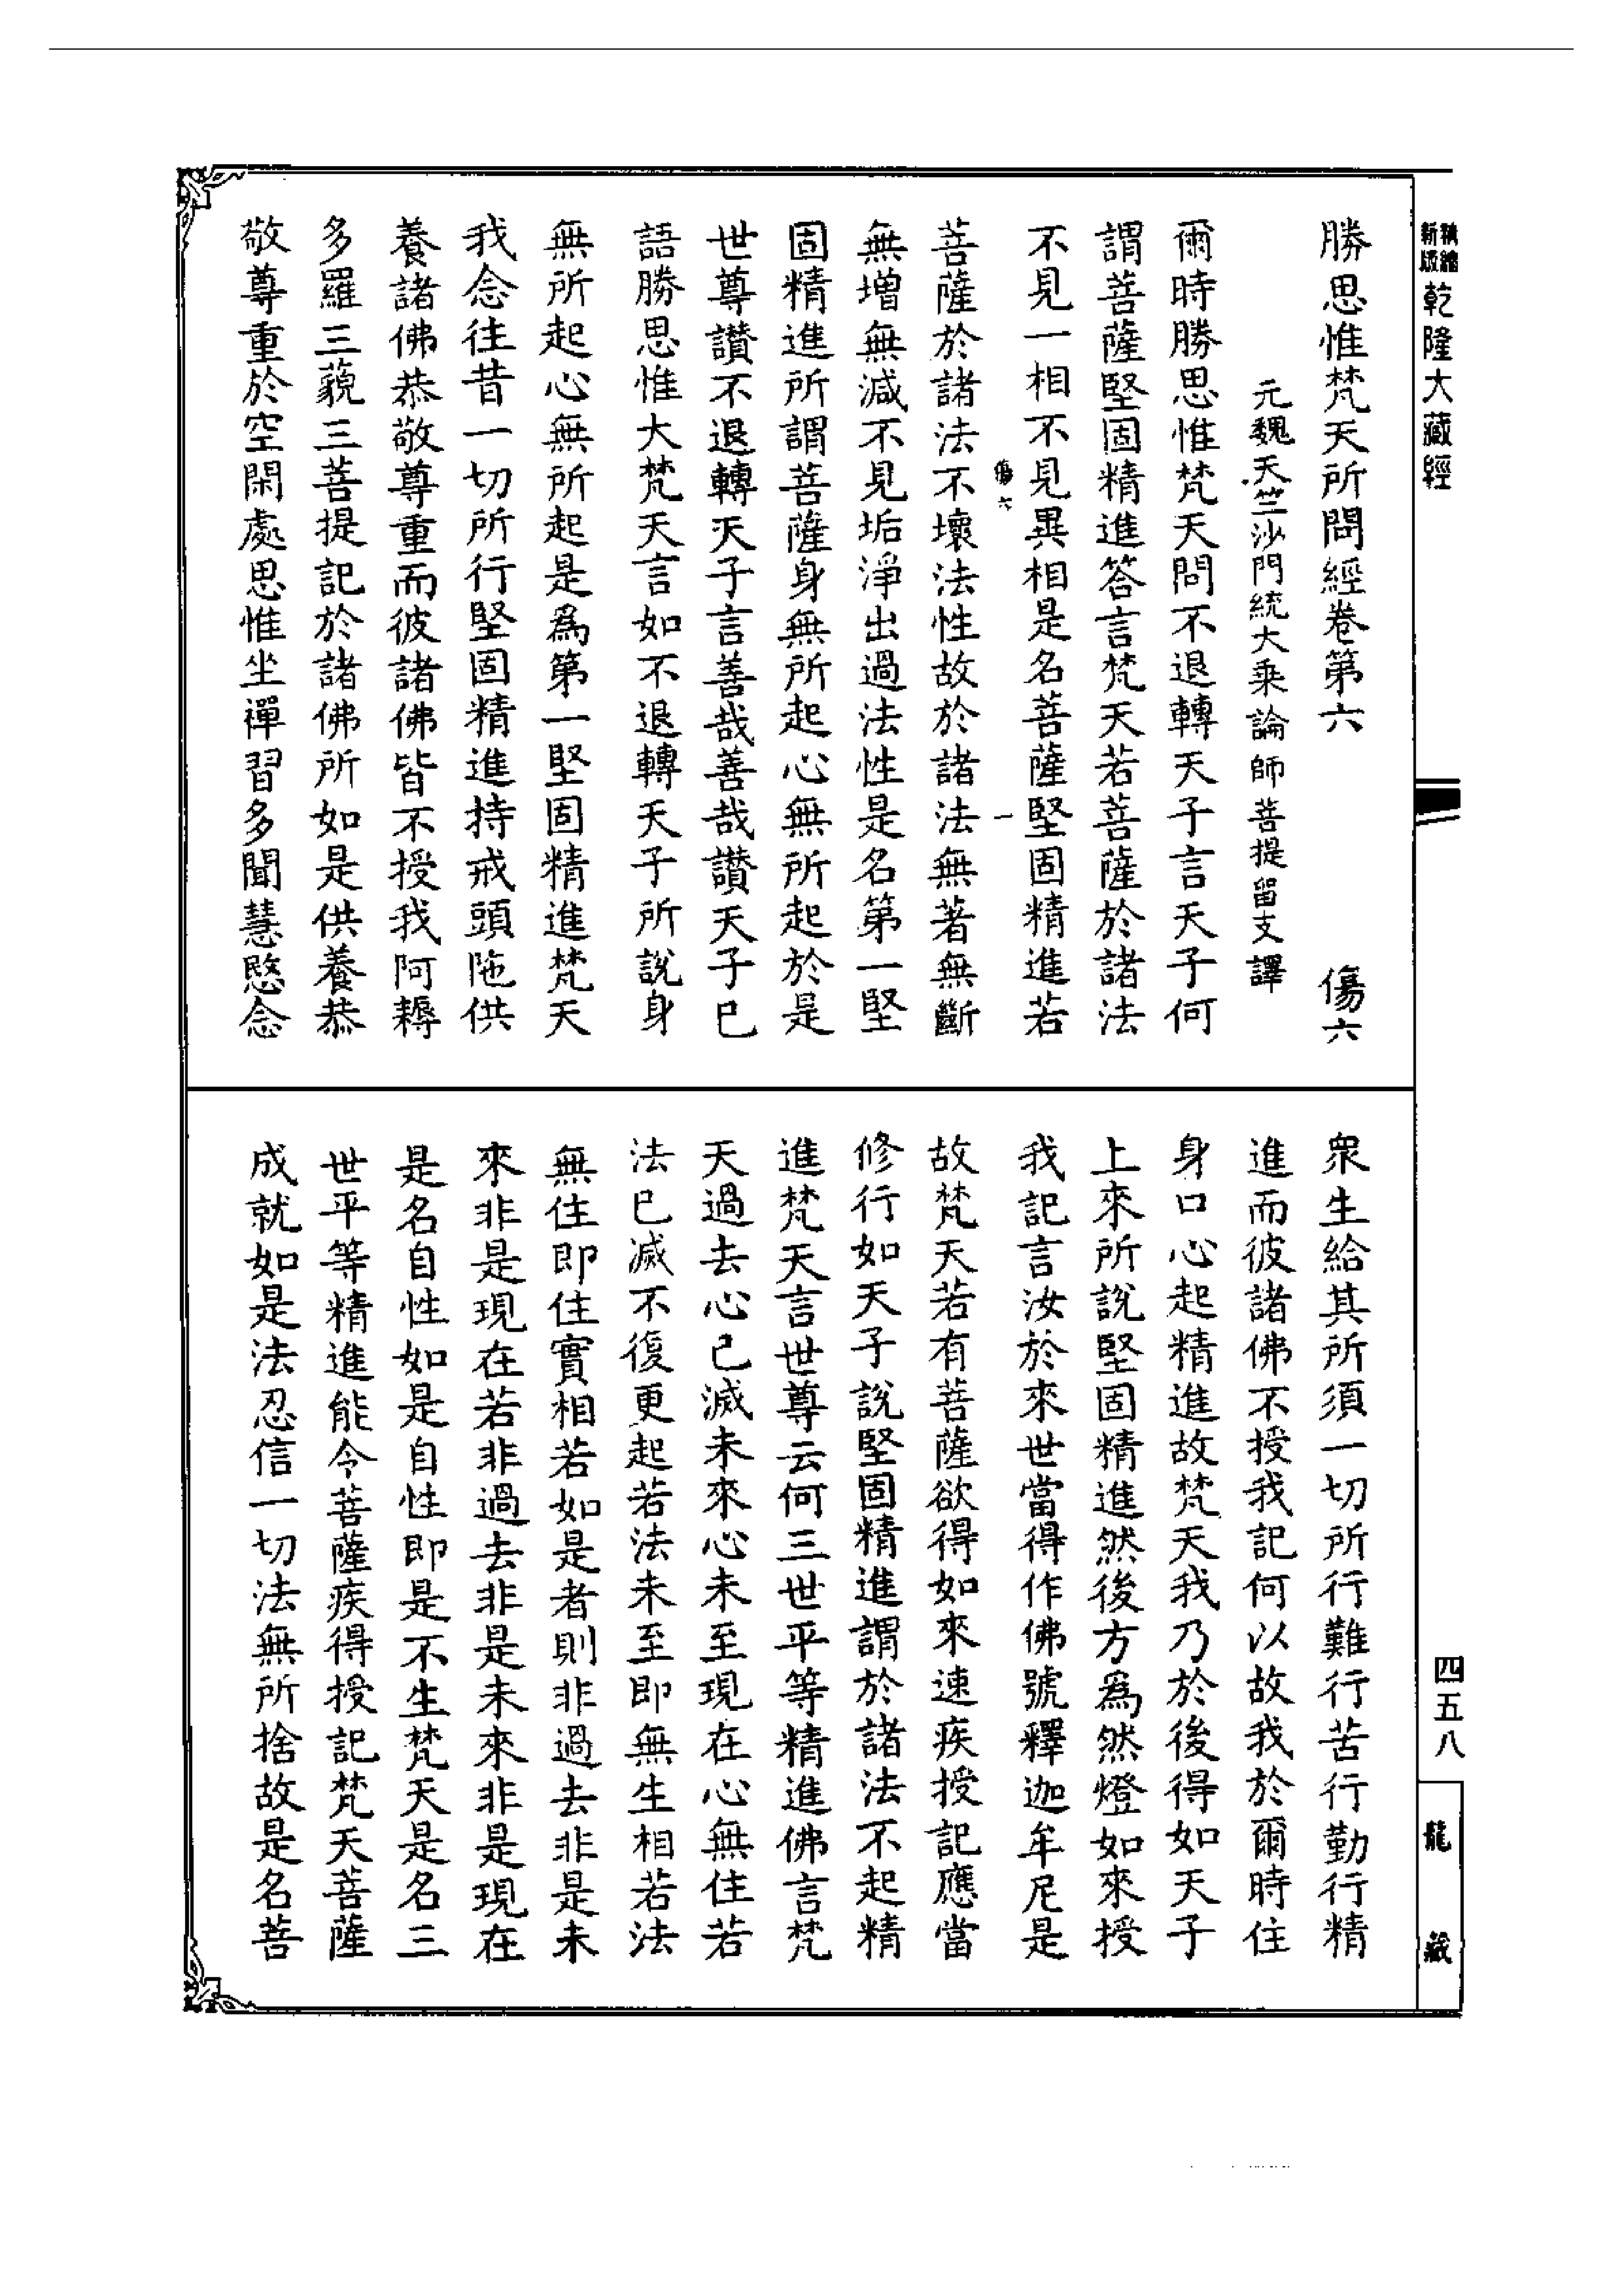 精繪
新版
乾隆大藏經
四五八
龍藏
勝思惟梵天所問經卷第六　傷六
元魏天竺沙門統大乘論師菩提留支譯
爾時勝思惟梵天問不退轉天子言天子何
謂菩薩堅固精進答言梵天若菩薩於諸法
不見一相不見異相是名菩薩堅固精進若
傷六　一
菩薩於諸法不壞法性故於諸法無著無斷
無增無減不見垢淨出過法性是名第一堅
固精進所謂菩薩身無所起心無所起於是
世尊讚不退轉天子言善哉善哉讚天子已
語勝思惟大梵天言如不退轉天子所說身
無所起心無所起是為第一堅固精進梵天
我念往昔一切所行堅固精進持戒頭陁供
養諸佛恭敬尊重而彼諸佛皆不授我阿耨
多羅三藐三菩提記於諸佛所如是供養恭
敬尊重於空閑處思惟坐禪習多聞慧愍念
眾生給其所須一切所行難行苦行勤行精
進而彼諸佛不授我記何以故我於爾時住
身口心起精進故梵天我乃於後得如天子
上來所說堅固精進然後方為然燈如來授
我記言汝於來世當得作佛號釋迦牟尼是
故梵天若有菩薩欲得如來速疾授記應當
修行如天子說堅固精進謂於諸法不起精
進梵天言世尊云何三世平等精進佛言梵
天過去心已滅未來心未至現在心無住若
法已滅不復更起若法未至即無生相若法
無住即住實相若如是者則非過去非是未
來非是現在若非過去非是未來非是現在
是名自性如是自性即是不生梵天是名三
世平等精進能令菩薩疾得授記梵天菩薩
成就如是法忍信一切法無所捨故是名菩